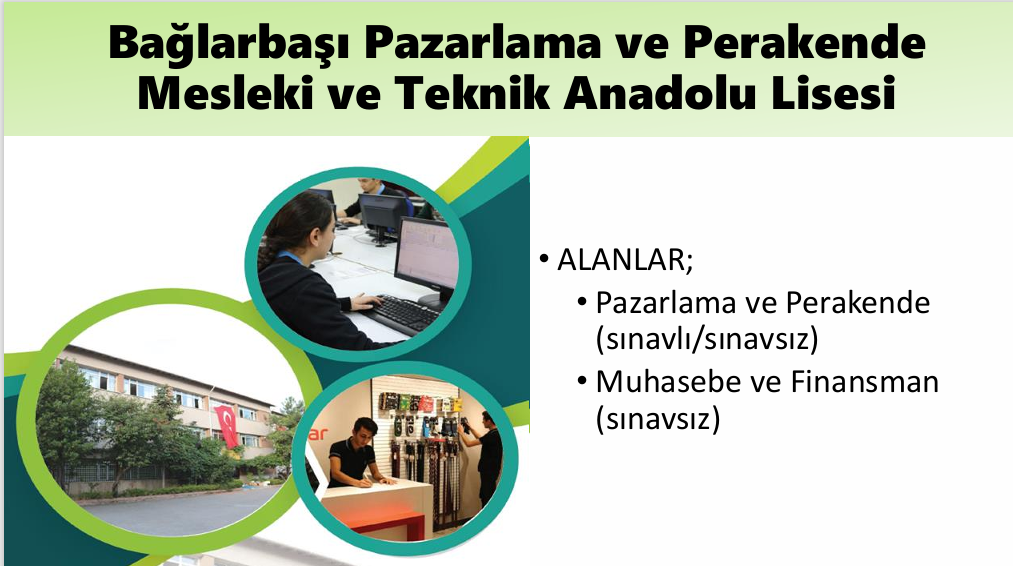 Bağlarbaşı Pazarlama ve Perakende
Mesleki ve Teknik Anadolu Lisesi
• ALANLAR;
• Pazarlama ve Perakende
(sınavlı/sınavsız)
• Muhasebe ve Finansman
(sınavsız)
ar